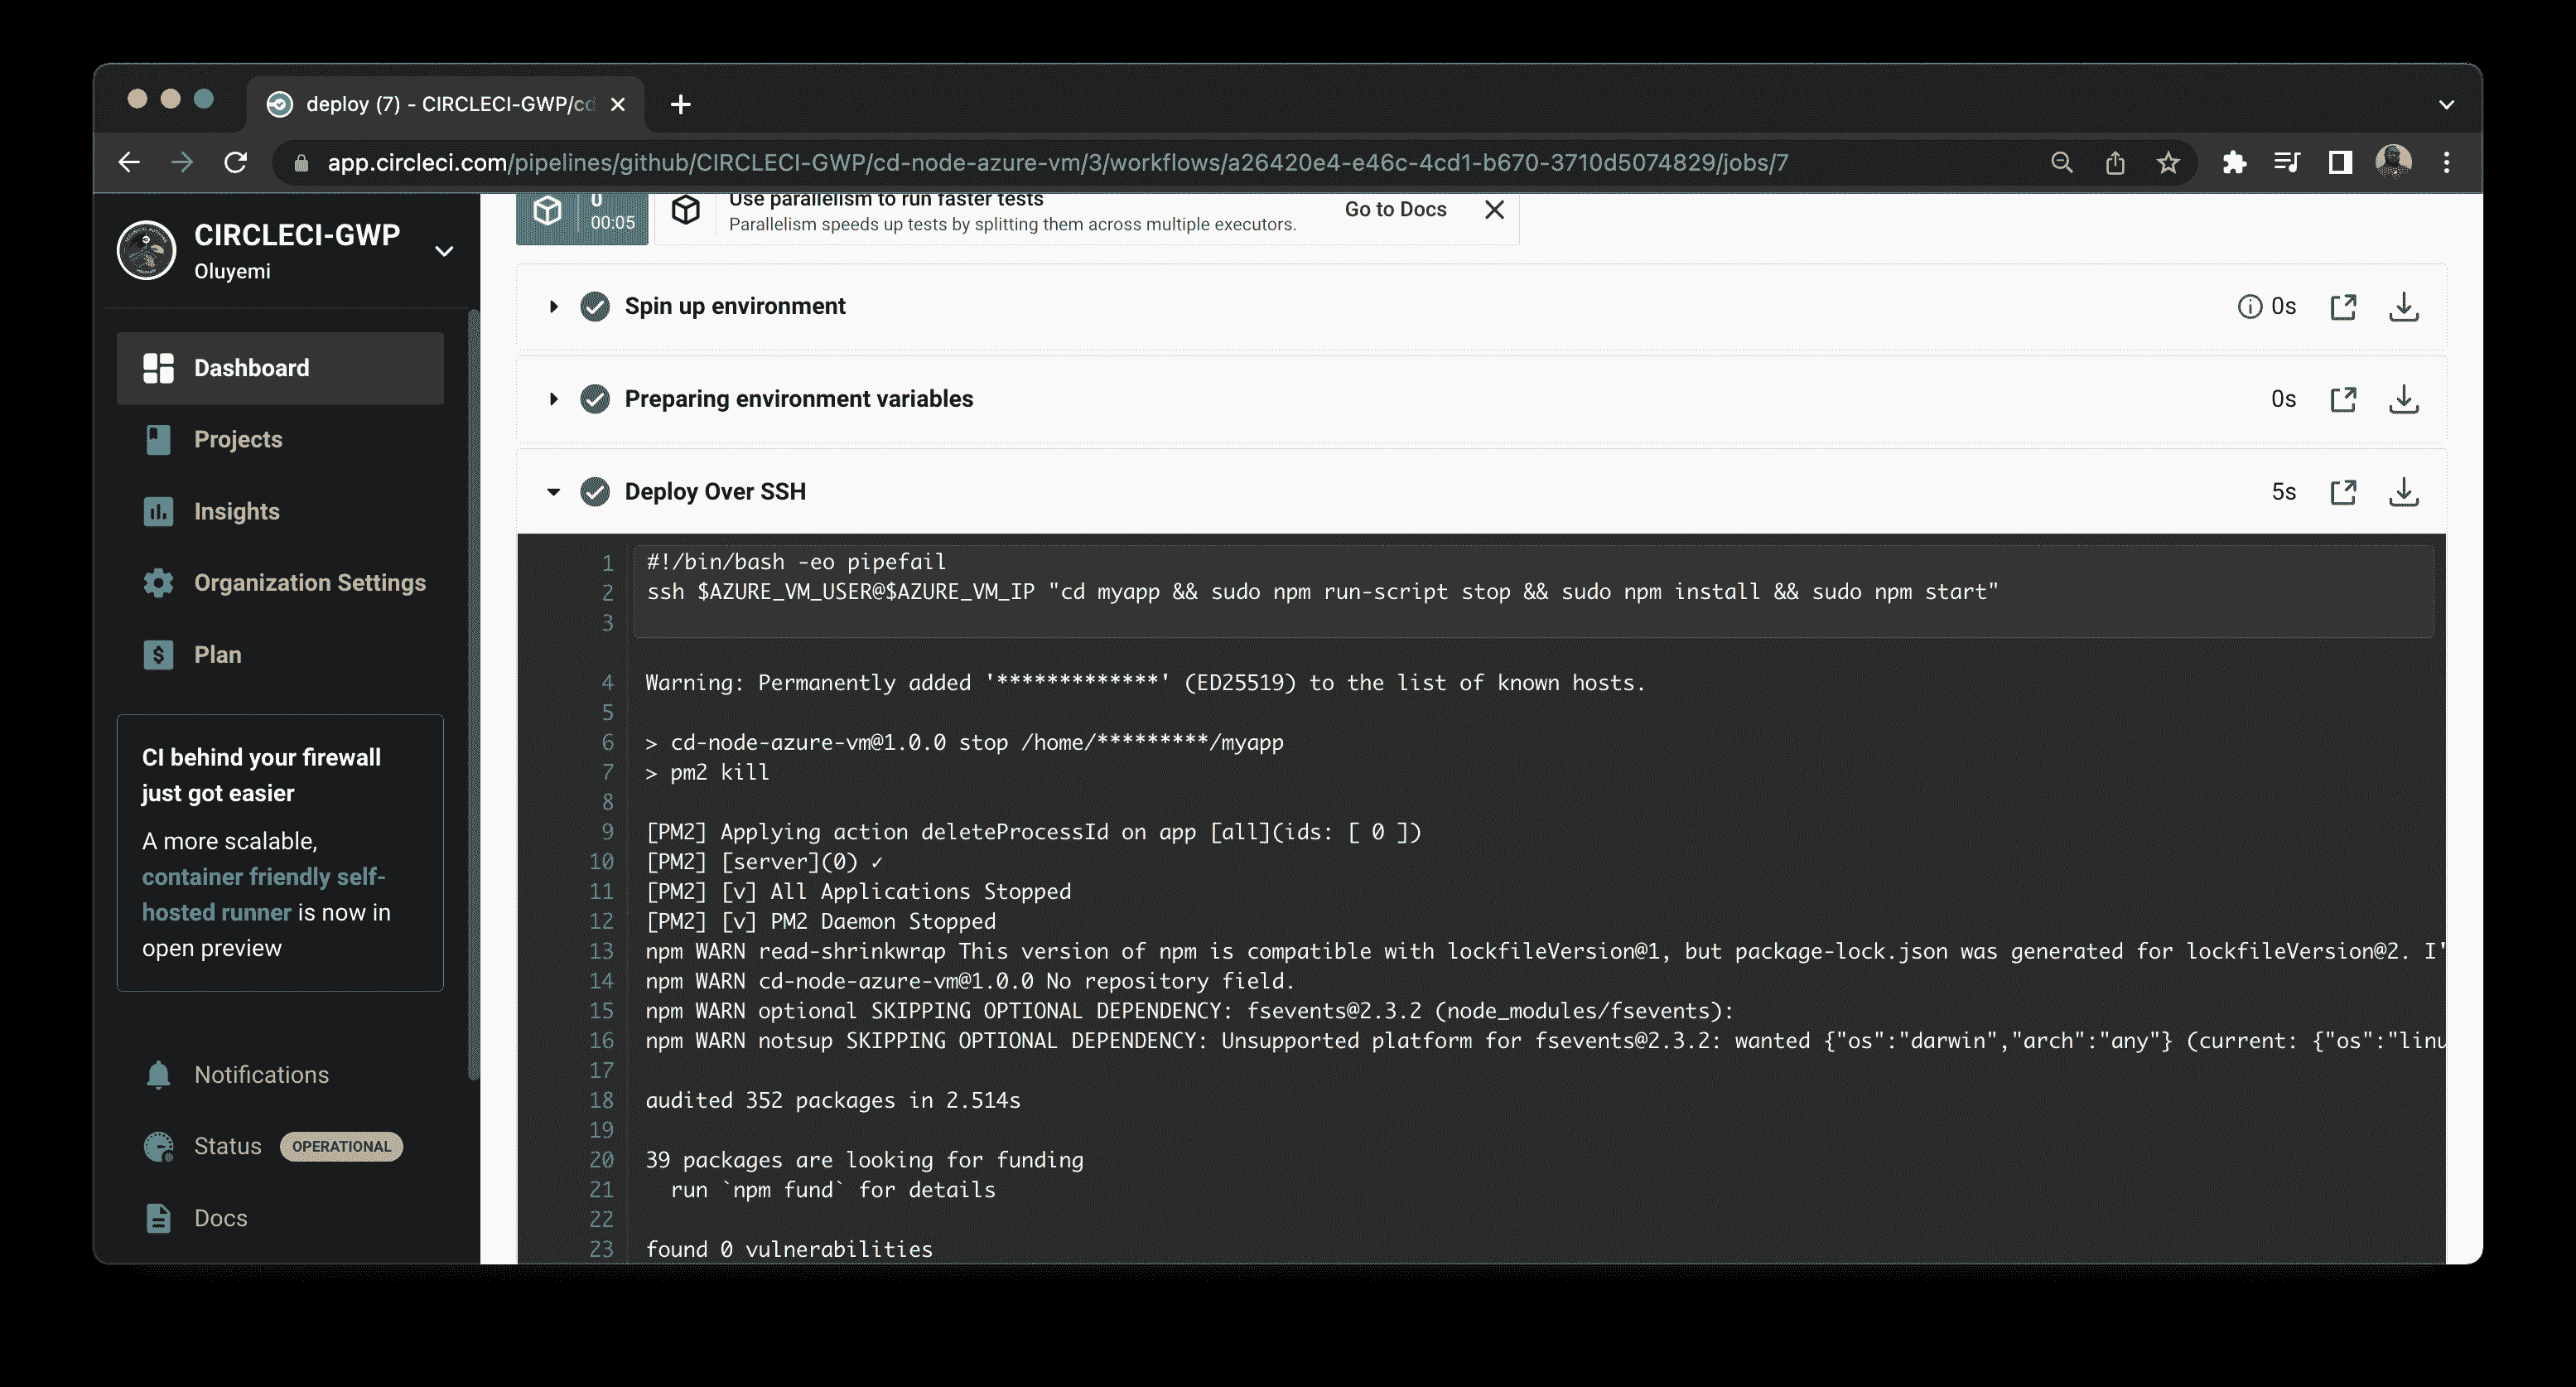 deploy (7) - CIRCLECI-GWP/cd
app.circleci.com/pipelines/github/CIRCLECI-GWP/cd-node-azure-vm/3/workflows/a26420e4-e46c-4cd1-b670-3710d5074829/jobs/7
CIRCLECI-GWP
Oluyemi
Dashboard
Projects
Insights
Organization Settings
Plan
CI behind your firewall
just got easier
A more scalable,
container friendly self-
hosted runner is now in
open preview
Notifications
Status OPERATIONAL
Docs
0
00:05
Use parallelism to run faster tests
Parallelism speeds up tests by splitting them across multiple executors.
Go to Docs
Spin up environment 0s
Preparing environment variables 0s
Deploy Over SSH 5s
1 #!/bin/bash -eo pipefail
2 ssh $AZURE_VM_USER@$AZURE_VM_IP "cd myapp && sudo npm run-script stop && sudo npm install && sudo npm start"
3
4 Warning: Permanently added '*************' (ED25519) to the list of known hosts.
5
6 > cd-node-azure-vm@1.0.0 stop /home/*********/myapp
7 > pm2 kill
8
9 [PM2] Applying action deleteProcessId on app [all](ids: [ 0 ])
10 [PM2] [server](0) ✓
11 [PM2] [v] All Applications Stopped
12 [PM2] [v] PM2 Daemon Stopped
13 npm WARN read-shrinkwrap This version of npm is compatible with lockfileVersion@1, but package-lock.json was generated for lockfileVersion@2. I'
14 npm WARN cd-node-azure-vm@1.0.0 No repository field.
15 npm WARN optional SKIPPING OPTIONAL DEPENDENCY: fsevents@2.3.2 (node_modules/fsevents):
16 npm WARN notsup SKIPPING OPTIONAL DEPENDENCY: Unsupported platform for fsevents@2.3.2: wanted {"os":"darwin","arch":"any"} (current: {"os":"linu
17
18 audited 352 packages in 2.514s
19
20 39 packages are looking for funding
21 run `npm fund` for details
22
23 found 0 vulnerabilities